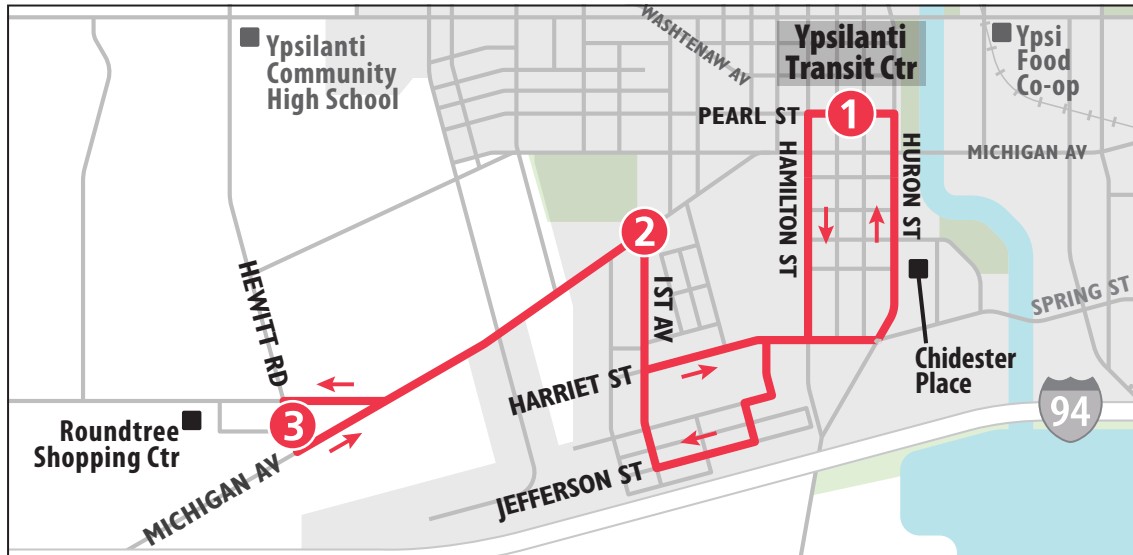 WASHTENAW AV
Ypsilanti
Transit Ctr
Ypsilanti
Community
High School
Ypsi
Food
Co-op
PEARL ST
1
MICHIGAN AV
HAMILTON ST
HURON ST
2
1ST AV
HEWITT RD
SPRING ST
Chidester
Place
HARRIET ST
94
3
Roundtree
Shopping Ctr
MICHIGAN AV
JEFFERSON ST